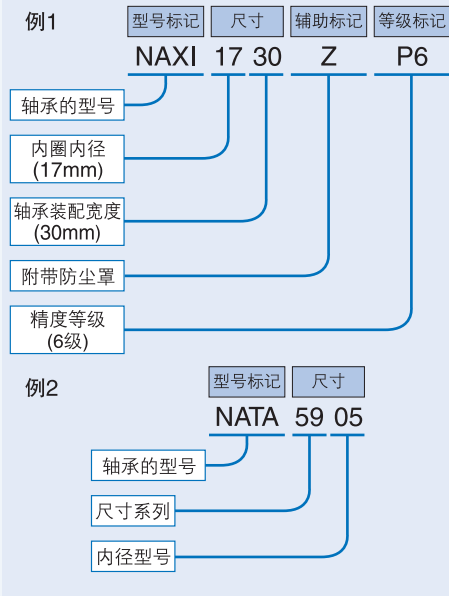 例1
型号标记 尺寸 辅助标记 等级标记
NAXI 17 30 Z P6
轴承的型号
内圈内径
(17mm)
轴承装配宽度
(30mm)
附带防尘罩
精度等级
(6级)
例2
型号标记 尺寸
NATA 59 05
轴承的型号
尺寸系列
内径型号